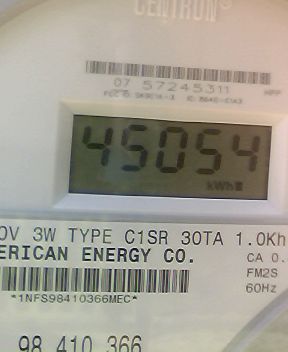 CENTRON®
07 57245311
45054
kWh
0V 3W TYPE C1SR 30TA 1.0Kh
ERICAN ENERGY CO.
CA 0.
FM2S
*1NFS98410366MEC*
60Hz
98 410 366